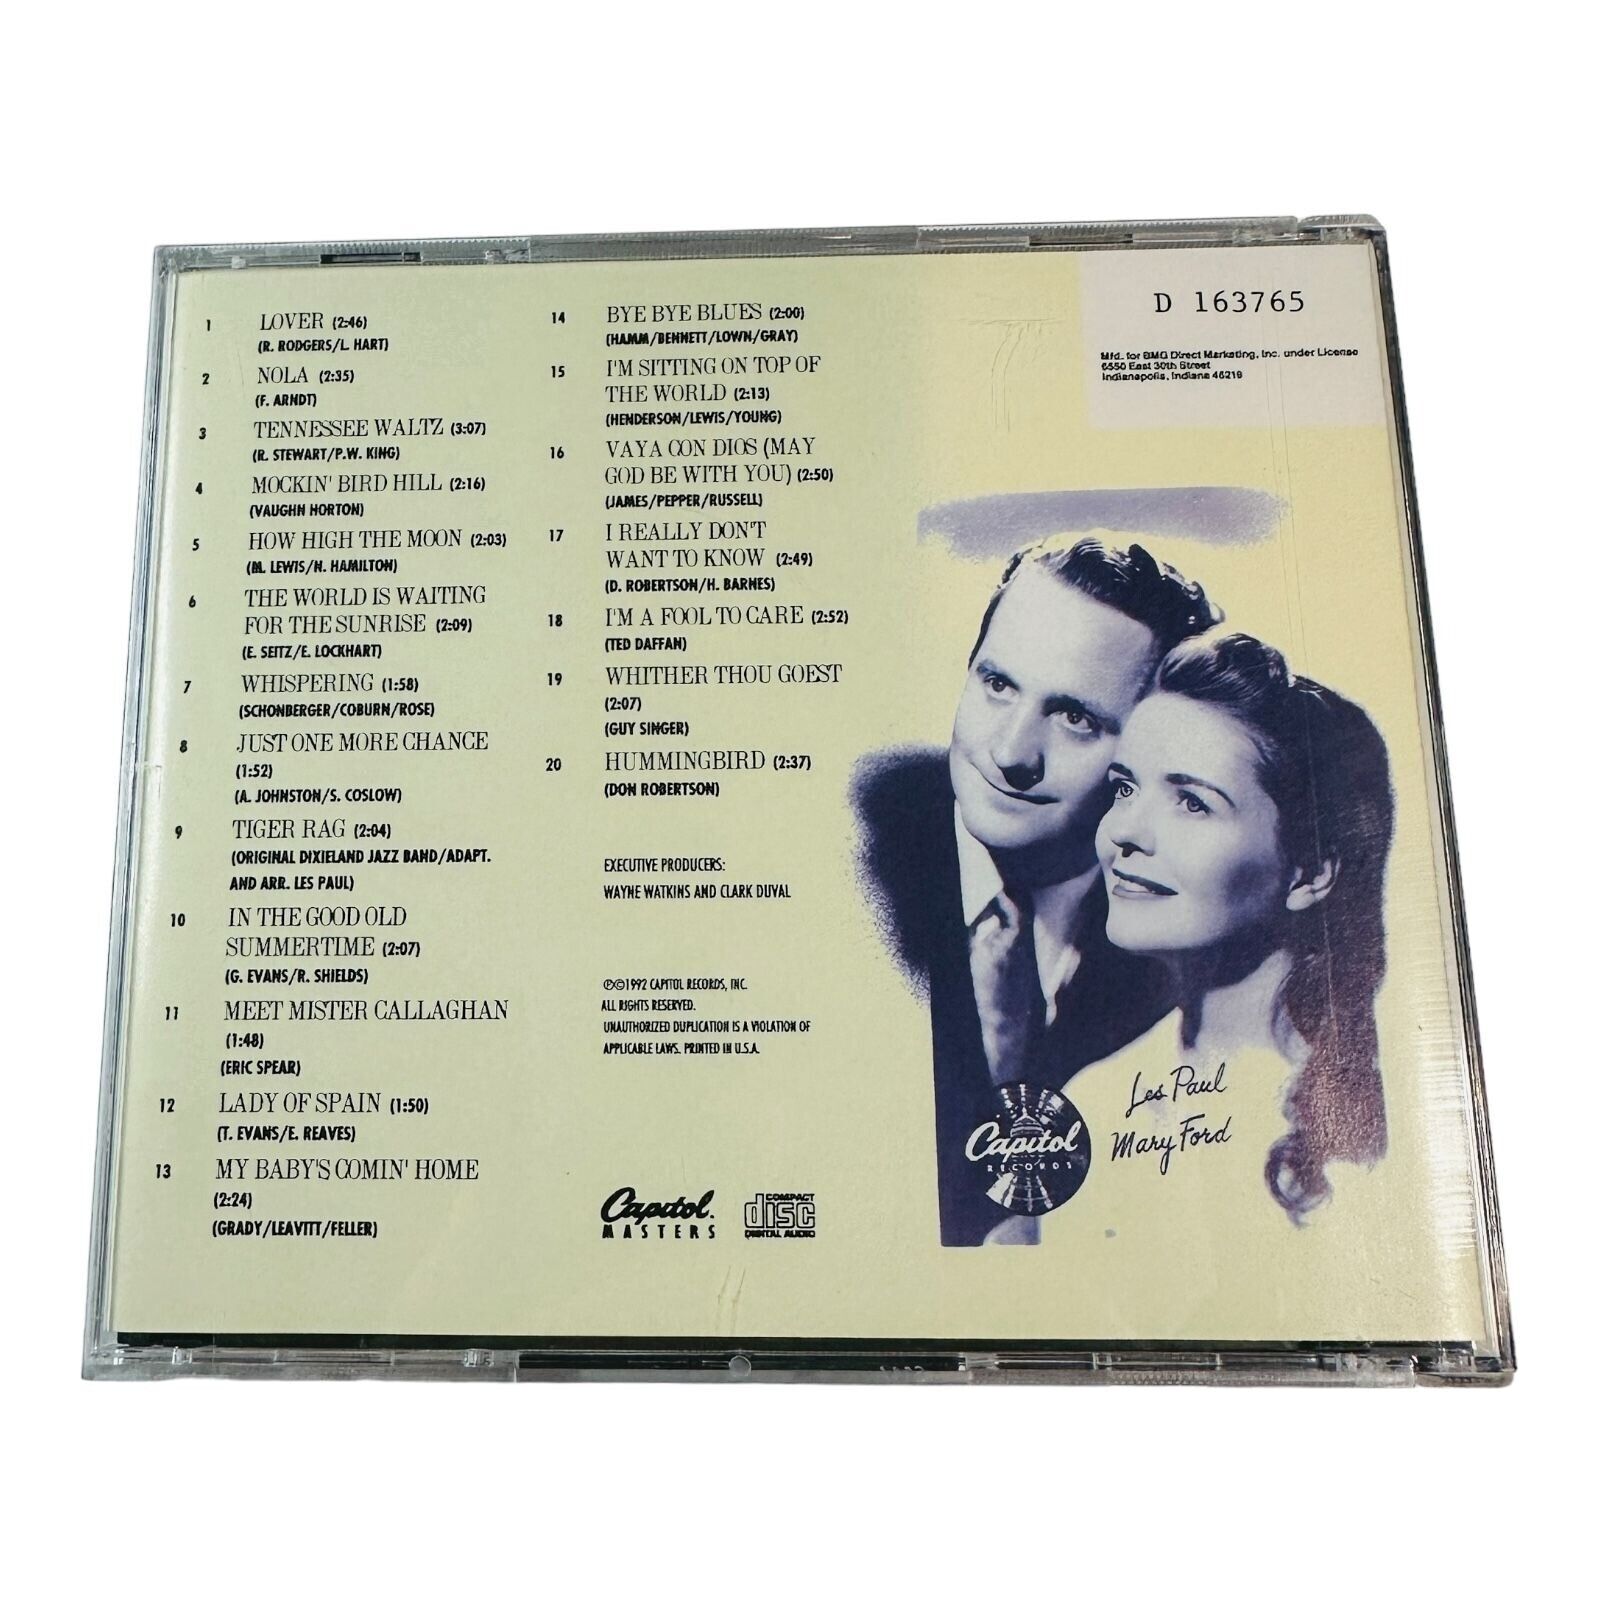 1 LOVER (2:46)
(R. RODGERS/L. HART)
2 NOLA (2:35)
(F. ARNDT)
3 TENNESSEE WALTZ (3:07)
(R. STEWART/P.W. KING)
4 MOCKIN' BIRD HILL (2:16)
(VAUGHN HORTON)
5 HOW HIGH THE MOON (2:03)
(M. LEWIS/N. HAMILTON)
6 THE WORLD IS WAITING
FOR THE SUNRISE (2:09)
(E. SEITZ/E. LOCKHART)
7 WHISPERING (1:58)
(SCHONBERGER/COBURN/ROSE)
8 JUST ONE MORE CHANCE
(1:52)
(A. JOHNSTON/S. COSLOW)
9 TIGER RAG (2:04)
(ORIGINAL DIXIELAND JAZZ BAND/ADAPT.
AND ARR. LES PAUL)
10 IN THE GOOD OLD
SUMMERTIME (2:07)
(G. EVANS/R. SHIELDS)
11 MEET MISTER CALLAGHAN
(1:48)
(ERIC SPEAR)
12 LADY OF SPAIN (1:50)
(T. EVANS/E. REAVES)
13 MY BABY'S COMIN' HOME
(2:24)
(GRADY/LEAVITT/FELLER)
14 BYE BYE BLUES (2:00)
(HAMM/BENNETT/LOWN/GRAY)
15 I'M SITTING ON TOP OF
THE WORLD (2:13)
(HENDERSON/LEWIS/YOUNG)
16 VAYA CON DIOS (MAY
GOD BE WITH YOU) (2:50)
(JAMES/PEPPER/RUSSELL)
17 I REALLY DON'T
WANT TO KNOW (2:49)
(D. ROBERTSON/H. BARNES)
18 I'M A FOOL TO CARE (2:52)
(TED DAFFAN)
19 WHITHER THOU GOEST
(2:07)
(GUY SINGER)
20 HUMMINGBIRD (2:37)
(DON ROBERTSON)
EXECUTIVE PRODUCERS:
WAYNE WATKINS AND CLARK DUVAL
℗©1992 CAPITOL RECORDS, INC.
ALL RIGHTS RESERVED.
UNAUTHORIZED DUPLICATION IS A VIOLATION OF
APPLICABLE LAWS. PRINTED IN U.S.A.
Capitol.
MASTERS
COMPACT
disc
DIGITAL AUDIO
D 163765
Mfd. for BMG Direct Marketing, Inc. under License
6550 East 30th Street
Indianapolis, Indiana 46219
Les Paul
Mary Ford
Capitol
RECORDS